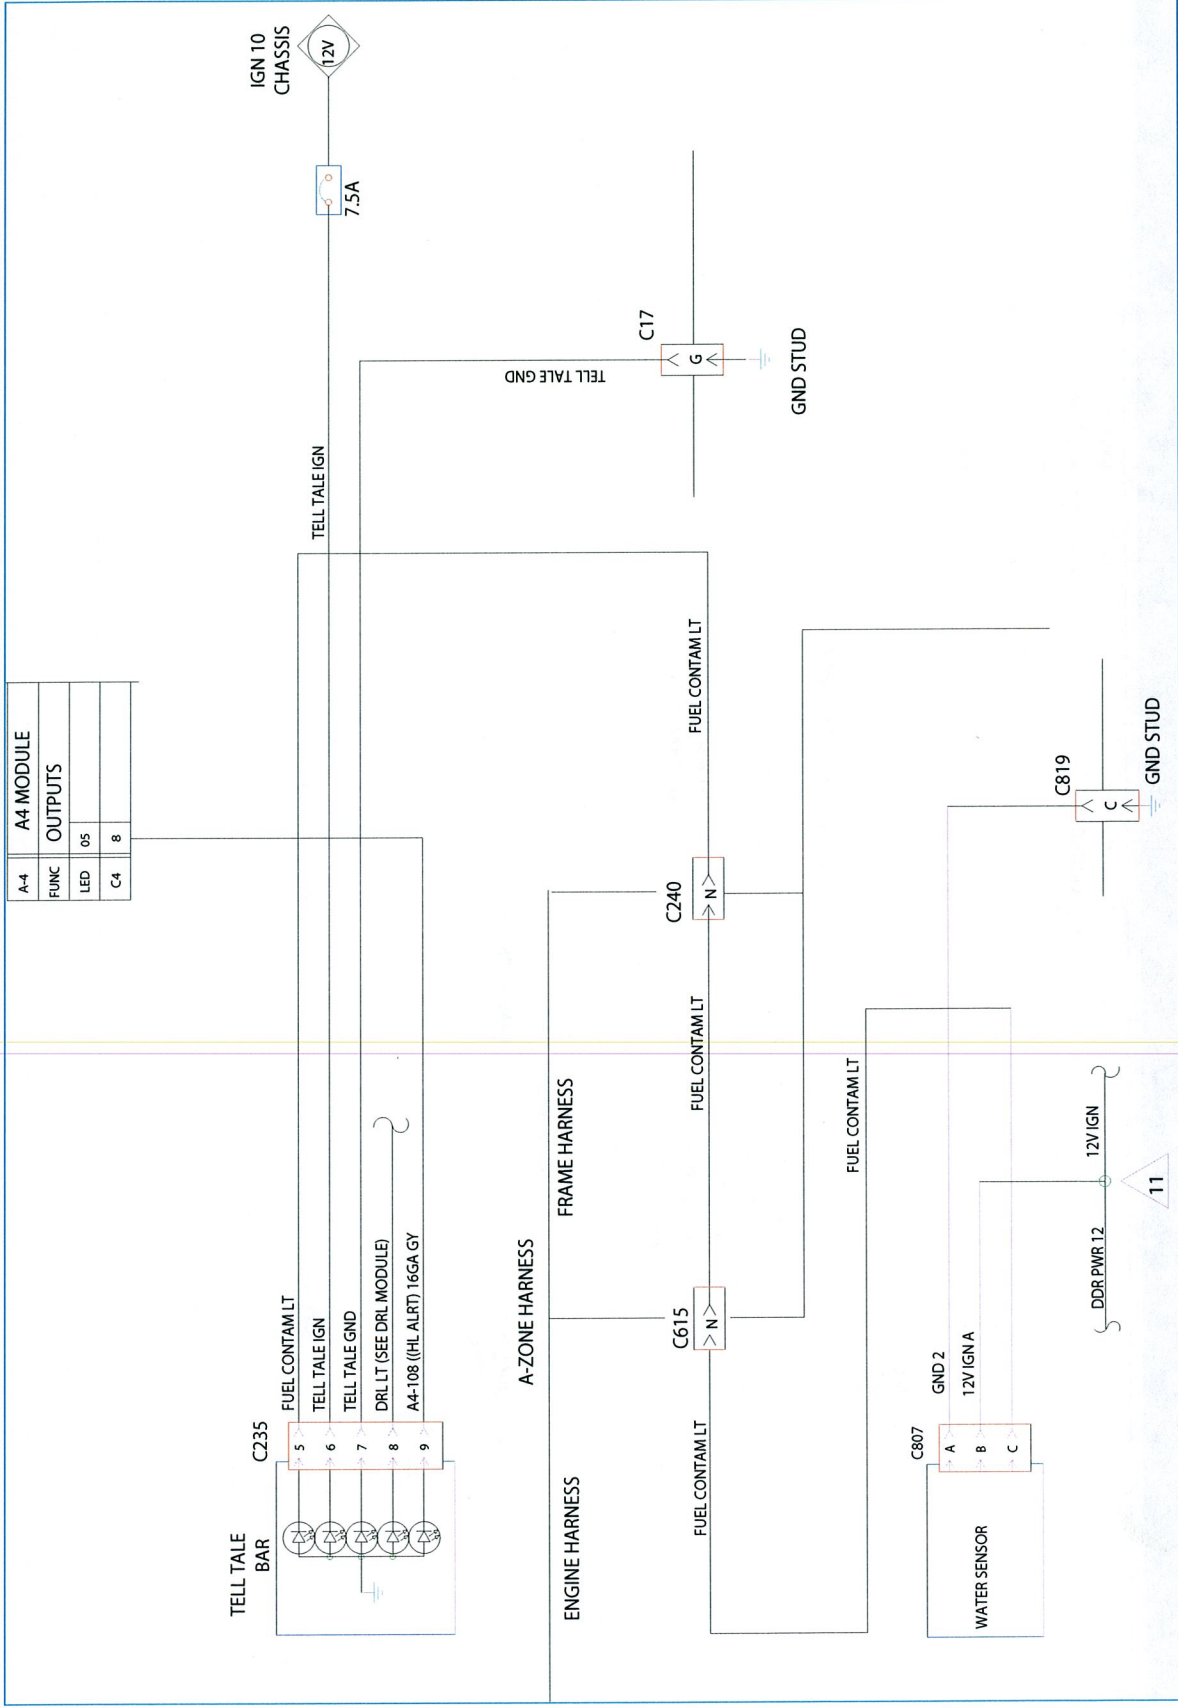 A-4 A4 MODULE
FUNC OUTPUTS
LED 05
C4 8
IGN 10
CHASSIS
12V
7.5A
TELL TALE
BAR
C235
5 FUEL CONTAM LT
6 TELL TALE IGN
7 TELL TALE GND
8 DRL LT (SEE DRL MODULE)
9 A4-108 ((HL ALRT) 16GA GY
TELL TALE IGN
TELL TALE GND
C17
G
GND STUD
A-ZONE HARNESS
ENGINE HARNESS
FRAME HARNESS
C615
N
C240
N
FUEL CONTAM LT
FUEL CONTAM LT
FUEL CONTAM LT
FUEL CONTAM LT
WATER SENSOR
C807
A GND 2
B 12V IGN A
C
C819
C
GND STUD
DDR PWR 12
12V IGN
11